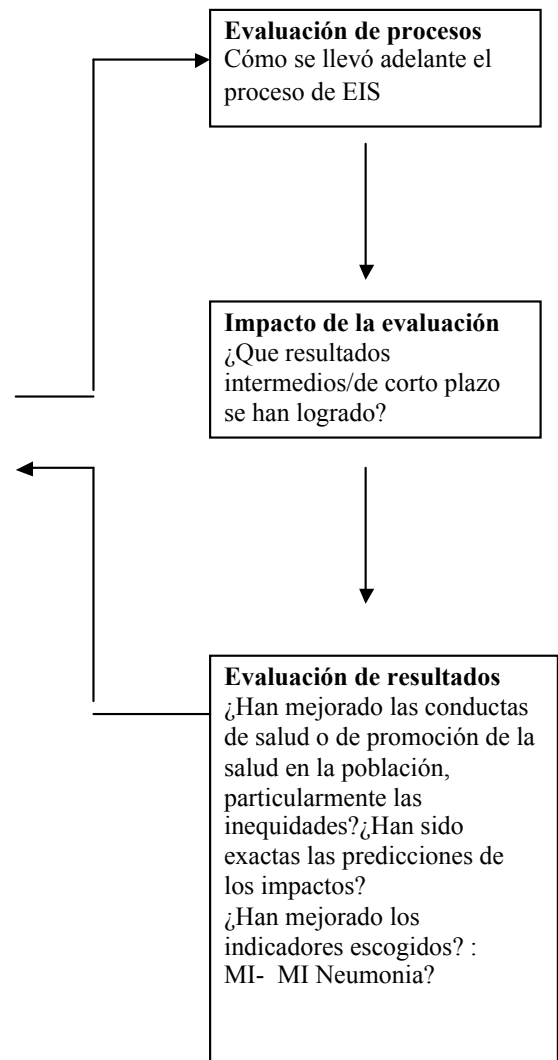 Evaluación de procesos
Cómo se llevó adelante el
proceso de EIS
Impacto de la evaluación
¿Que resultados
intermedios/de corto plazo
se han logrado?
Evaluación de resultados
¿Han mejorado las conductas
de salud o de promoción de la
salud en la población,
particularmente las
inequidades?¿Han sido
exactas las predicciones de
los impactos?
¿Han mejorado los
indicadores escogidos? :
MI- MI Neumonia?